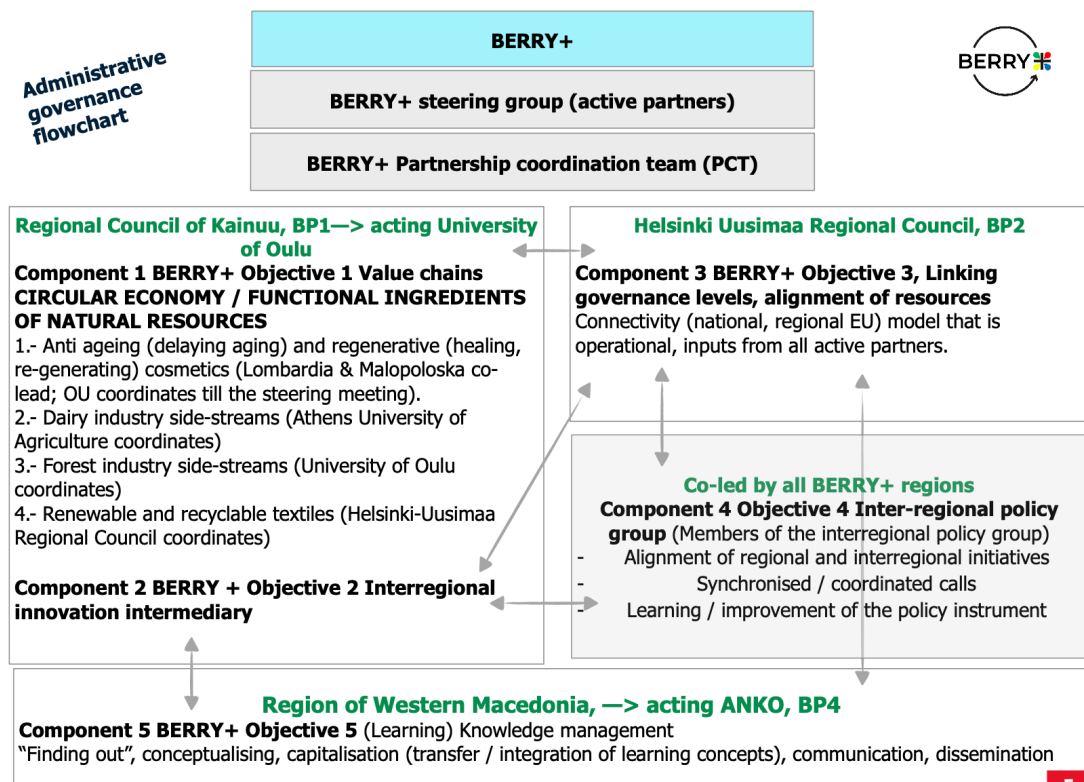 Administrative
governance
flowchart
BERRY+
BERRY
BERRY+ steering group (active partners)
BERRY+ Partnership coordination team (PCT)
Regional Council of Kainuu, BP1—> acting University
of Oulu
Component 1 BERRY+ Objective 1 Value chains
CIRCULAR ECONOMY / FUNCTIONAL INGREDIENTS
OF NATURAL RESOURCES
1.- Anti ageing (delaying aging) and regenerative (healing,
re-generating) cosmetics (Lombardia & Malopoloska co-
lead; OU coordinates till the steering meeting).
2.- Dairy industry side-streams (Athens University of
Agriculture coordinates)
3.- Forest industry side-streams (University of Oulu
coordinates)
4.- Renewable and recyclable textiles (Helsinki-Uusimaa
Regional Council coordinates)
Component 2 BERRY + Objective 2 Interregional
innovation intermediary
Helsinki Uusimaa Regional Council, BP2
Component 3 BERRY+ Objective 3, Linking
governance levels, alignment of resources
Connectivity (national, regional EU) model that is
operational, inputs from all active partners.
Co-led by all BERRY+ regions
Component 4 Objective 4 Inter-regional policy
group (Members of the interregional policy group)
- Alignment of regional and interregional initiatives
- Synchronised / coordinated calls
- Learning / improvement of the policy instrument
Region of Western Macedonia, —> acting ANKO, BP4
Component 5 BERRY+ Objective 5 (Learning) Knowledge management
“Finding out”, conceptualising, capitalisation (transfer / integration of learning concepts), communication, dissemination